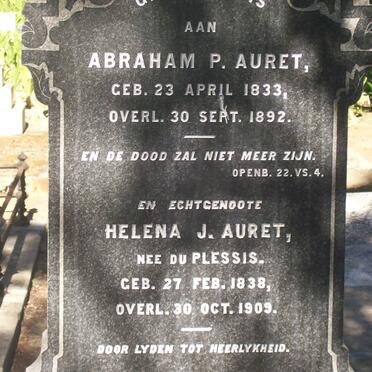 AAN
ABRAHAM P. AURET,
GEB. 23 APRIL 1833,
OVERL. 30 SEPT. 1892.
EN DE DOOD ZAL NIET MEER ZIJN.
OPENB. 22. VS. 4.
EN ECHTGENOOTE
HELENA J. AURET,
NEE DU PLESSIS.
GEB. 27 FEB. 1838,
OVERL. 30 OCT. 1909.
DOOR LYDEN TOT HEERLYKHEID.